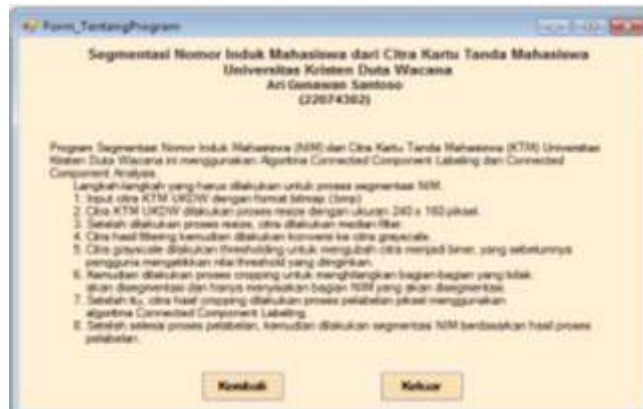 Form_TentangProgram
Segmentasi Nomor Induk Mahasiswa dari Citra Kartu Tanda Mahasiswa
Universitas Kristen Duta Wacana
Ari Gunawan Santoso
(22074302)
Program Segmentasi Nomor Induk Mahasiswa (NIM) dari Citra Kartu Tanda Mahasiswa (KTM) Universitas
Kristen Duta Wacana ini menggunakan Algoritma Connected Component Labeling dan Connected
Component Analysis.
Langkah-langkah yang harus dilakukan untuk proses segmentasi NIM:
1. Input citra KTM UKDW dengan format bitmap (.bmp)
2. Citra KTM UKDW dilakukan proses resize dengan ukuran 240 x 160 piksel.
3. Setelah dilakukan proses resize, citra dilakukan median filter.
4. Citra hasil filtering kemudian dilakukan konversi ke citra grayscale.
5. Citra grayscale dilakukan thresholding untuk mengubah citra menjadi biner, yang sebelumnya
pengguna mengetikkan nilai threshold yang diinginkan.
6. Kemudian dilakukan proses cropping untuk menghilangkan bagian-bagian yang tidak
akan disegmentasi dan hanya menyisakan bagian NIM yang akan disegmentasi.
7. Setelah itu, citra hasil cropping dilakukan proses pelabelan piksel menggunakan
algoritma Connected Component Labeling.
8. Setelah selesai proses pelabelan, kemudian dilakukan segmentasi NIM berdasarkan hasil proses
pelabelan.
Kembali
Keluar